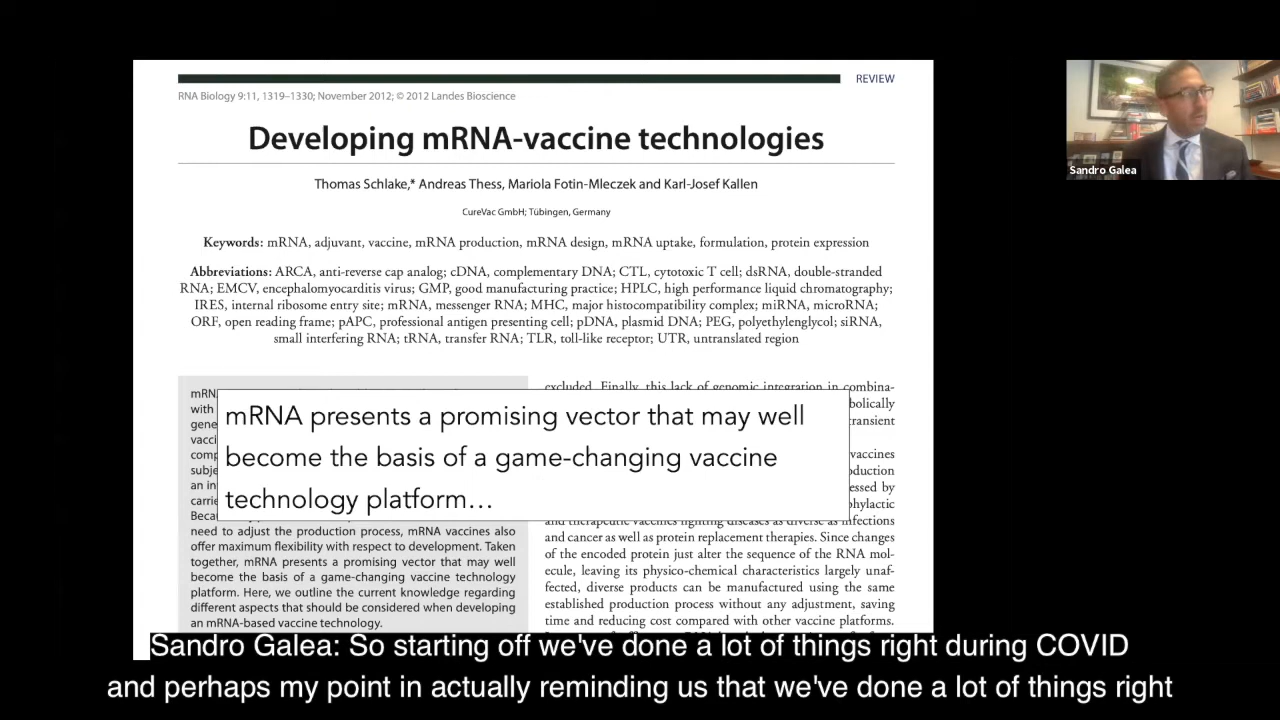 REVIEW
RNA Biology 9:11, 1319–1330; November 2012; © 2012 Landes Bioscience
Developing mRNA-vaccine technologies
Thomas Schlake,* Andreas Thess, Mariola Fotin-Mleczek and Karl-Josef Kallen
CureVac GmbH; Tübingen, Germany
Keywords: mRNA, adjuvant, vaccine, mRNA production, mRNA design, mRNA uptake, formulation, protein expression
Abbreviations: ARCA, anti-reverse cap analog; cDNA, complementary DNA; CTL, cytotoxic T cell; dsRNA, double-stranded
RNA; EMCV, encephalomyocarditis virus; GMP, good manufacturing practice; HPLC, high performance liquid chromatography;
IRES, internal ribosome entry site; mRNA, messenger RNA; MHC, major histocompatibility complex; miRNA, microRNA;
ORF, open reading frame; pAPC, professional antigen presenting cell; pDNA, plasmid DNA; PEG, polyethylenglycol; siRNA,
small interfering RNA; tRNA, transfer RNA; TLR, toll-like receptor; UTR, untranslated region
mRNA presents a promising vector that may well
become the basis of a game-changing vaccine
technology platform…
with
need to adjust the production process, mRNA vaccines also
offer maximum flexibility with respect to development. Taken
together, mRNA presents a promising vector that may well
become the basis of a game-changing vaccine technology
platform. Here, we outline the current knowledge regarding
different aspects that should be considered when developing
an mRNA-based vaccine technology.
excluded. Finally, this lack of genomic integration in combina-
transient
vaccines
and therapeutic vaccines fighting diseases as diverse as infections
and cancer as well as protein replacement therapies. Since changes
of the encoded protein just alter the sequence of the RNA mol-
ecule, leaving its physico-chemical characteristics largely unaf-
fected, diverse products can be manufactured using the same
established production process without any adjustment, saving
time and reducing cost compared with other vaccine platforms.
Sandro Galea
Sandro Galea: So starting off we've done a lot of things right during COVID
and perhaps my point in actually reminding us that we've done a lot of things right